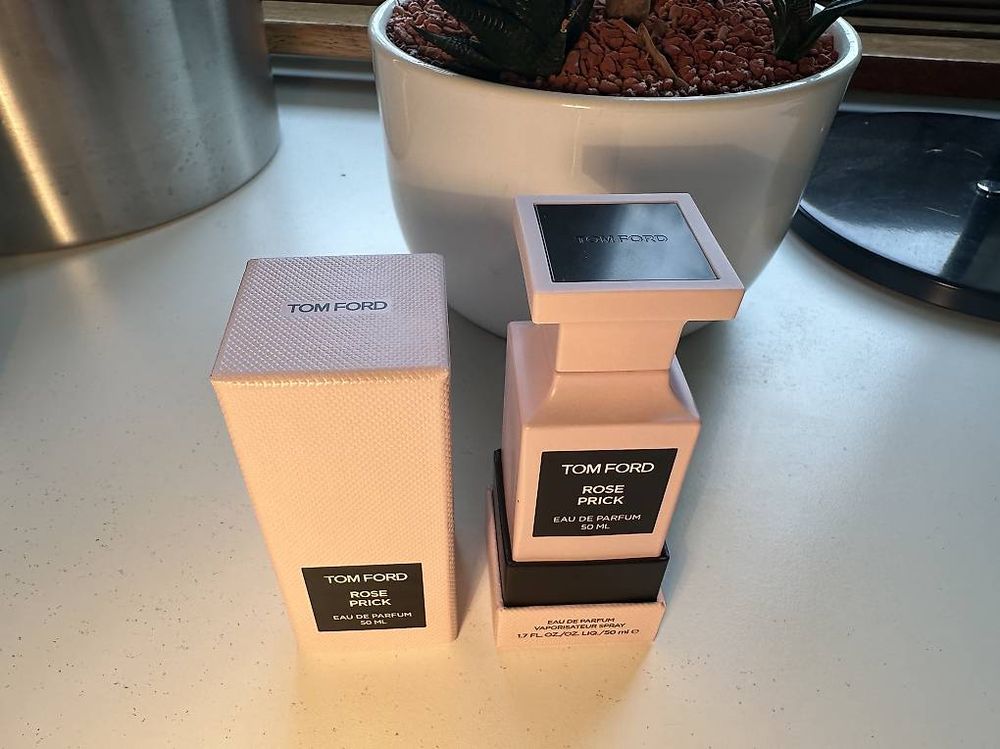 TOM FORD
TOM FORD
ROSE
PRICK
EAU DE PARFUM
50 ML
TOM FORD
TOM FORD
ROSE
PRICK
EAU DE PARFUM
50 ML
EAU DE PARFUM
VAPORISATEUR SPRAY
1.7 FL. OZ./OZ. LIQ./50 ml ℮